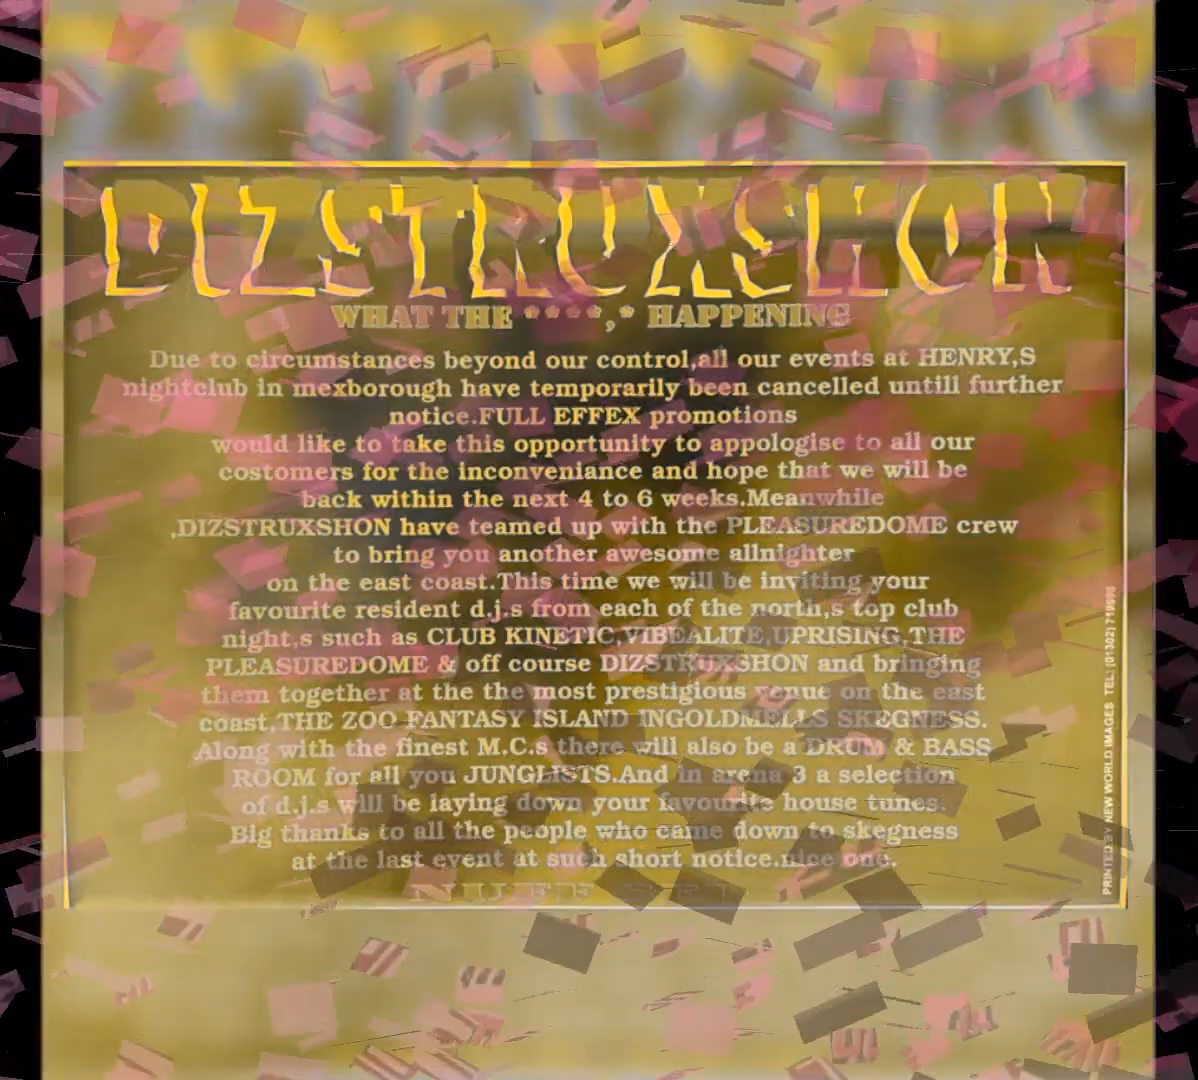 DIZSTRUXSHON
WHAT THE ****,* HAPPENING
Due to circumstances beyond our control,all our events at HENRY,S
nightclub in mexborough have temporarily been cancelled untill further
notice.FULL EFFEX promotions
would like to take this opportunity to appologise to all our
costomers for the inconveniance and hope that we will be
back within the next 4 to 6 weeks.Meanwhile
,DIZSTRUXSHON have teamed up with the PLEASUREDOME crew
to bring you another awesome allnighter
on the east coast.This time we will be inviting your
favourite resident d.j.s from each of the north,s top club
night,s such as CLUB KINETIC,VIBEALITE,UPRISING,THE
PLEASUREDOME & off course DIZSTRUXSHON and bringing
them together at the the most prestigious venue on the east
coast,THE ZOO FANTASY ISLAND INGOLDMELLS SKEGNESS.
Along with the finest M.C.s there will also be a DRUM & BASS
ROOM for all you JUNGLISTS.And in arena 3 a selection
of d.j.s will be laying down your favourite house tunes.
Big thanks to all the people who came down to skegness
at the last event at such short notice.nice one.
PRINTED BY NEW WORLD IMAGES TEL: (01302)